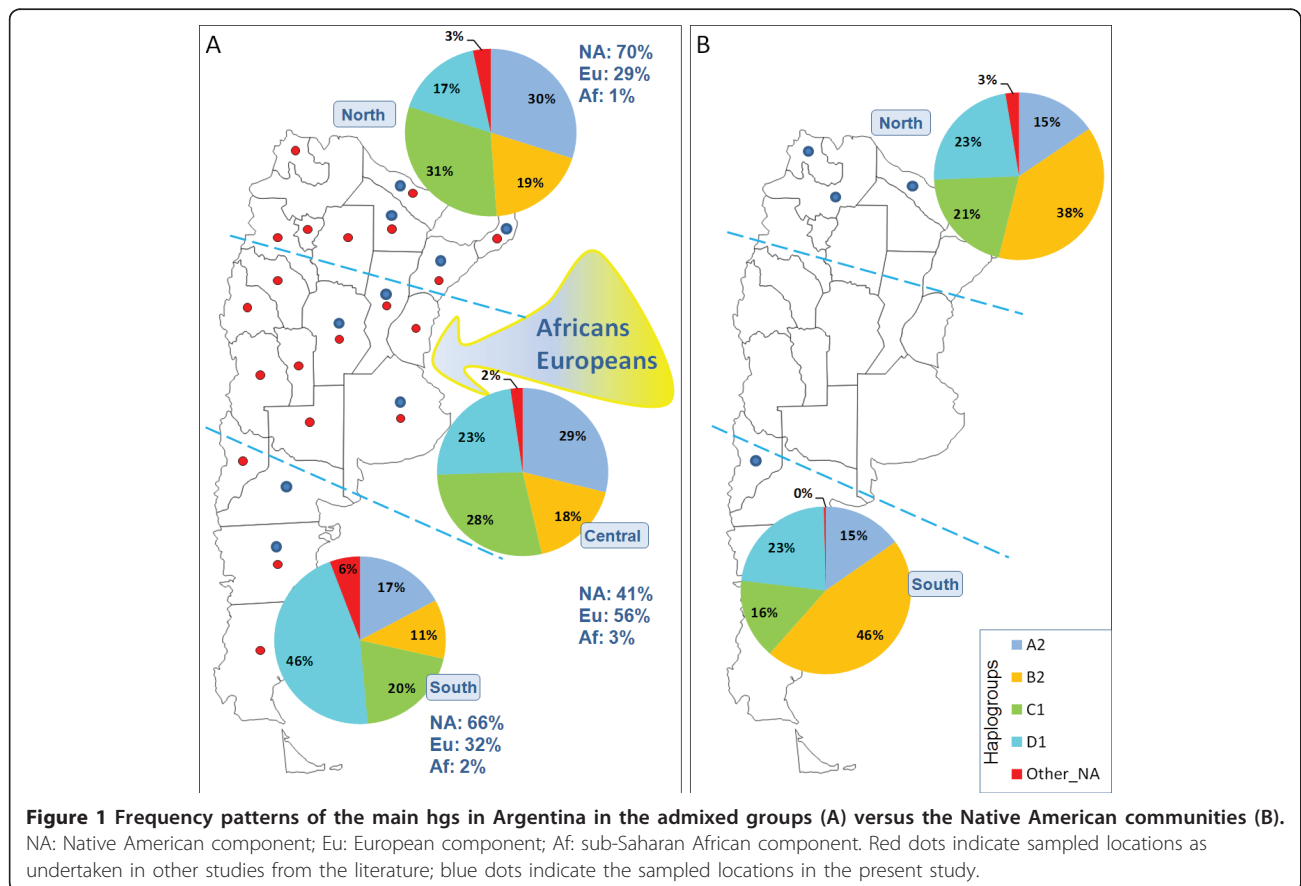 A
3%
17%
30%
31%
19%
North
NA: 70%
Eu: 29%
Af: 1%
Africans
Europeans
2%
23%
29%
28%
18%
Central
NA: 41%
Eu: 56%
Af: 3%
6%
17%
11%
46%
20%
South
NA: 66%
Eu: 32%
Af: 2%
B
3%
North
15%
23%
21%
38%
0%
15%
23%
16%
46%
South
Haplogroups
A2
B2
C1
D1
Other_NA
Figure 1 Frequency patterns of the main hgs in Argentina in the admixed groups (A) versus the Native American communities (B).
NA: Native American component; Eu: European component; Af: sub-Saharan African component. Red dots indicate sampled locations as
undertaken in other studies from the literature; blue dots indicate the sampled locations in the present study.